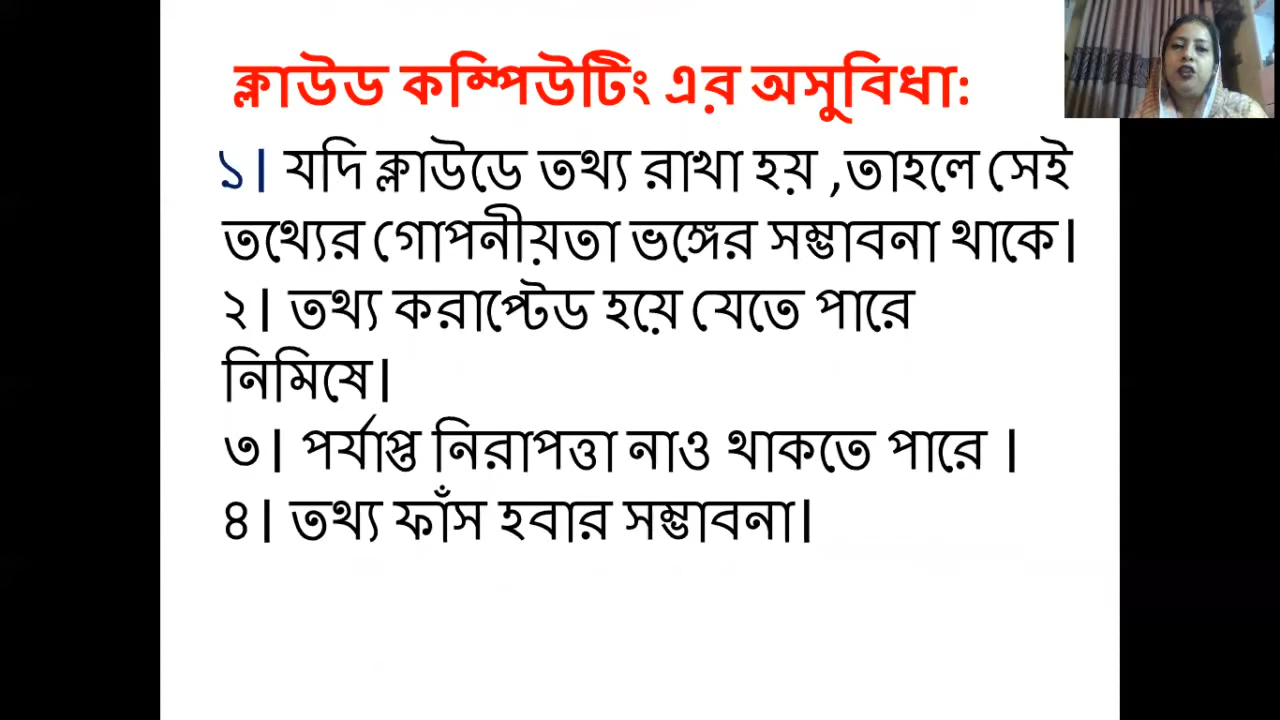 ক্লাউড কম্পিউটিং এর অসুবিধা:
১। যদি ক্লাউডে তথ্য রাখা হয় ,তাহলে সেই
তথ্যের গোপনীয়তা ভঙ্গের সম্ভাবনা থাকে।
২। তথ্য করাপ্টেড হয়ে যেতে পারে
নিমিষে।
৩। পর্যাপ্ত নিরাপত্তা নাও থাকতে পারে ।
৪। তথ্য ফাঁস হবার সম্ভাবনা।